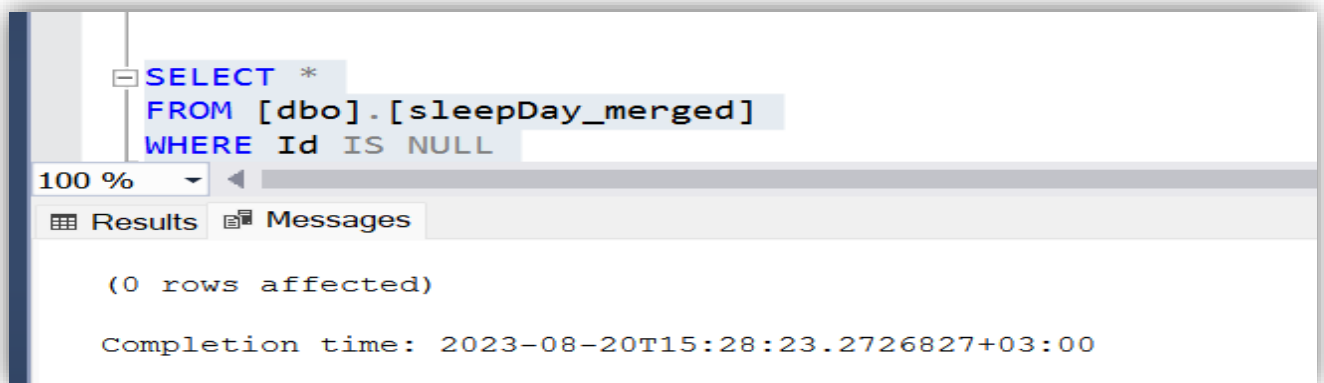 SELECT *
FROM [dbo].[sleepDay_merged]
WHERE Id IS NULL
100 %
Results Messages
(0 rows affected)
Completion time: 2023-08-20T15:28:23.2726827+03:00